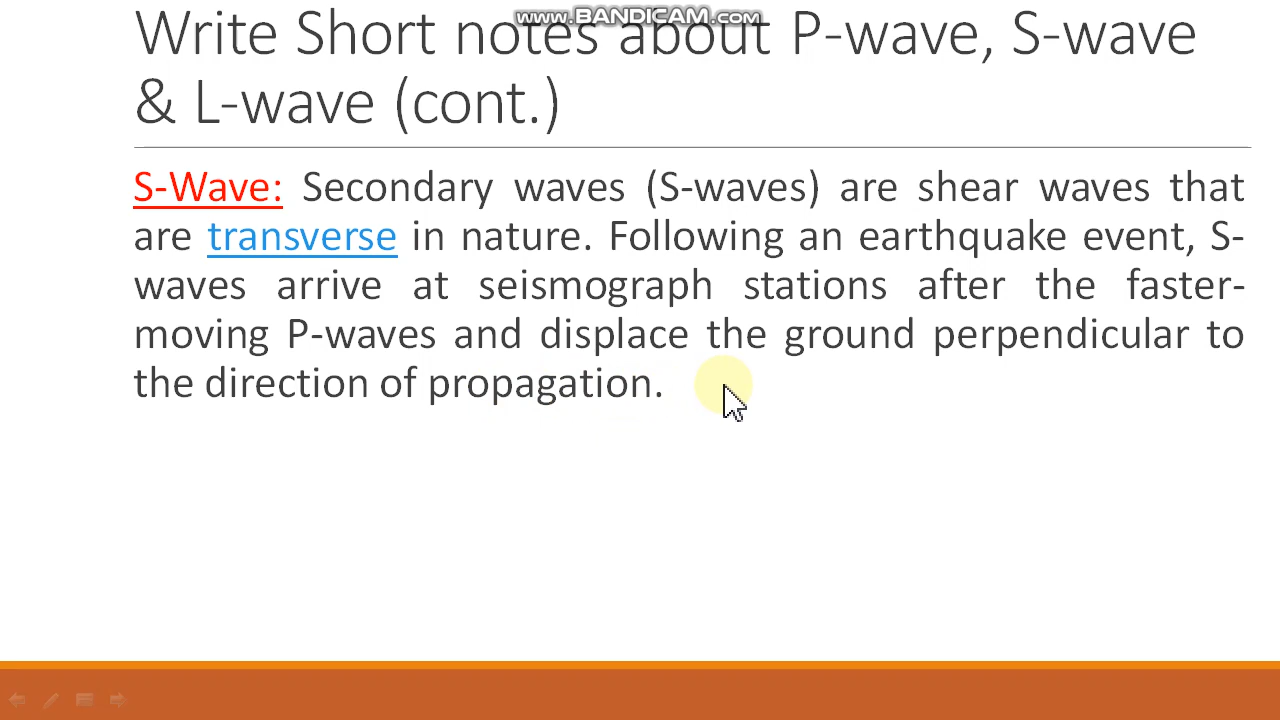 www.BANDICAM.com
Write Short notes about P-wave, S-wave
& L-wave (cont.)
S-Wave: Secondary waves (S-waves) are shear waves that
are transverse in nature. Following an earthquake event, S-
waves arrive at seismograph stations after the faster-
moving P-waves and displace the ground perpendicular to
the direction of propagation.